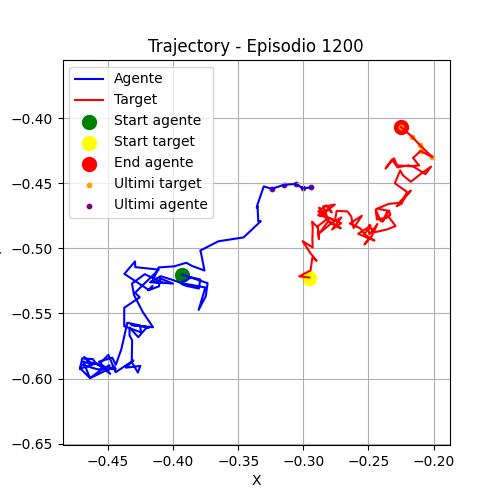 Trajectory - Episodio 1200
Agente
Target
Start agente
Start target
End agente
Ultimi target
Ultimi agente
−0.40
−0.45
−0.50
−0.55
−0.60
−0.65
−0.45
−0.40
−0.35
−0.30
−0.25
−0.20
X